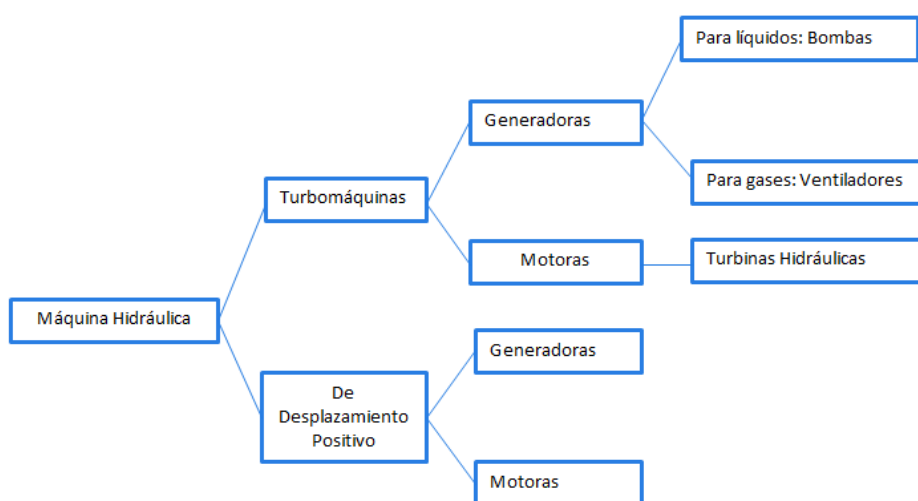 Para líquidos: Bombas
Generadoras
Para gases: Ventiladores
Turbomáquinas
Motoras
Turbinas Hidráulicas
Máquina Hidráulica
Generadoras
De
Desplazamiento
Positivo
Motoras